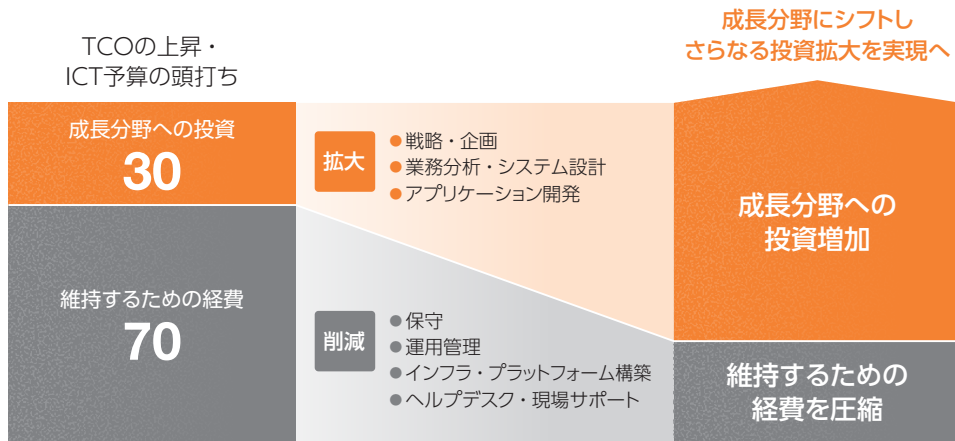 TCOの上昇・
ICT予算の頭打ち
成長分野への投資
30
維持するための経費
70
拡大
●戦略・企画
●業務分析・システム設計
●アプリケーション開発
削減
●保守
●運用管理
●インフラ・プラットフォーム構築
●ヘルプデスク・現場サポート
成長分野にシフトし
さらなる投資拡大を実現へ
成長分野への
投資増加
維持するための
経費を圧縮